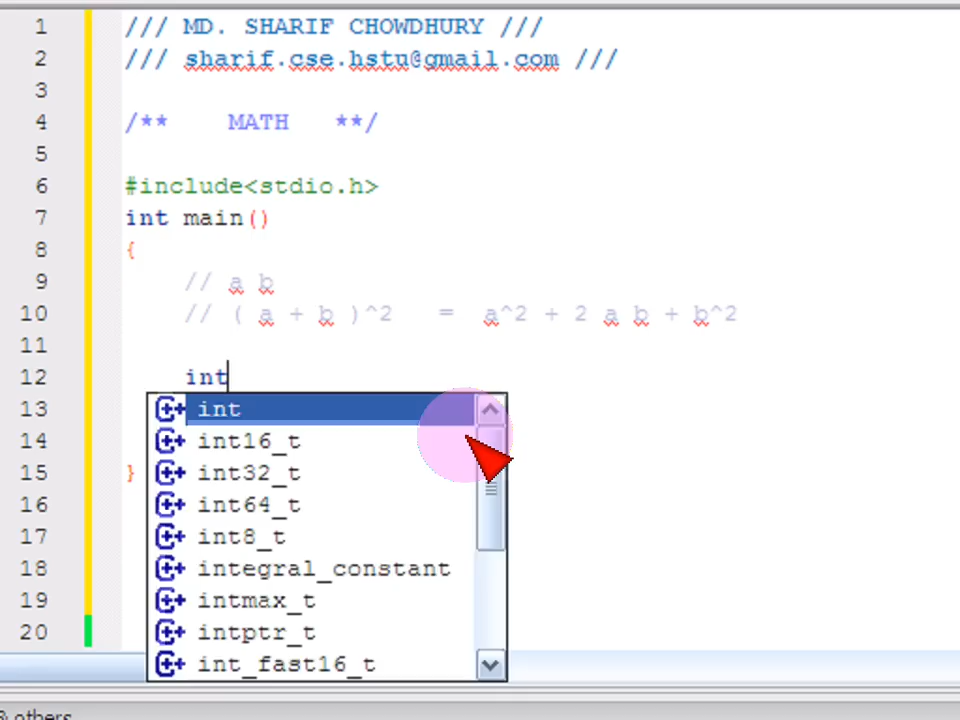 1 /// MD. SHARIF CHOWDHURY ///
2 /// sharif.cse.hstu@gmail.com ///
3
4 /** MATH **/
5
6 #include<stdio.h>
7 int main()
8 {
9 // a b
10 // ( a + b )^2 = a^2 + 2 a b + b^2
11
12 int
13 int
14 int16_t
15 } int32_t
16 int64_t
17 int8_t
18 integral_constant
19 intmax_t
20 intptr_t
int_fast16_t
others